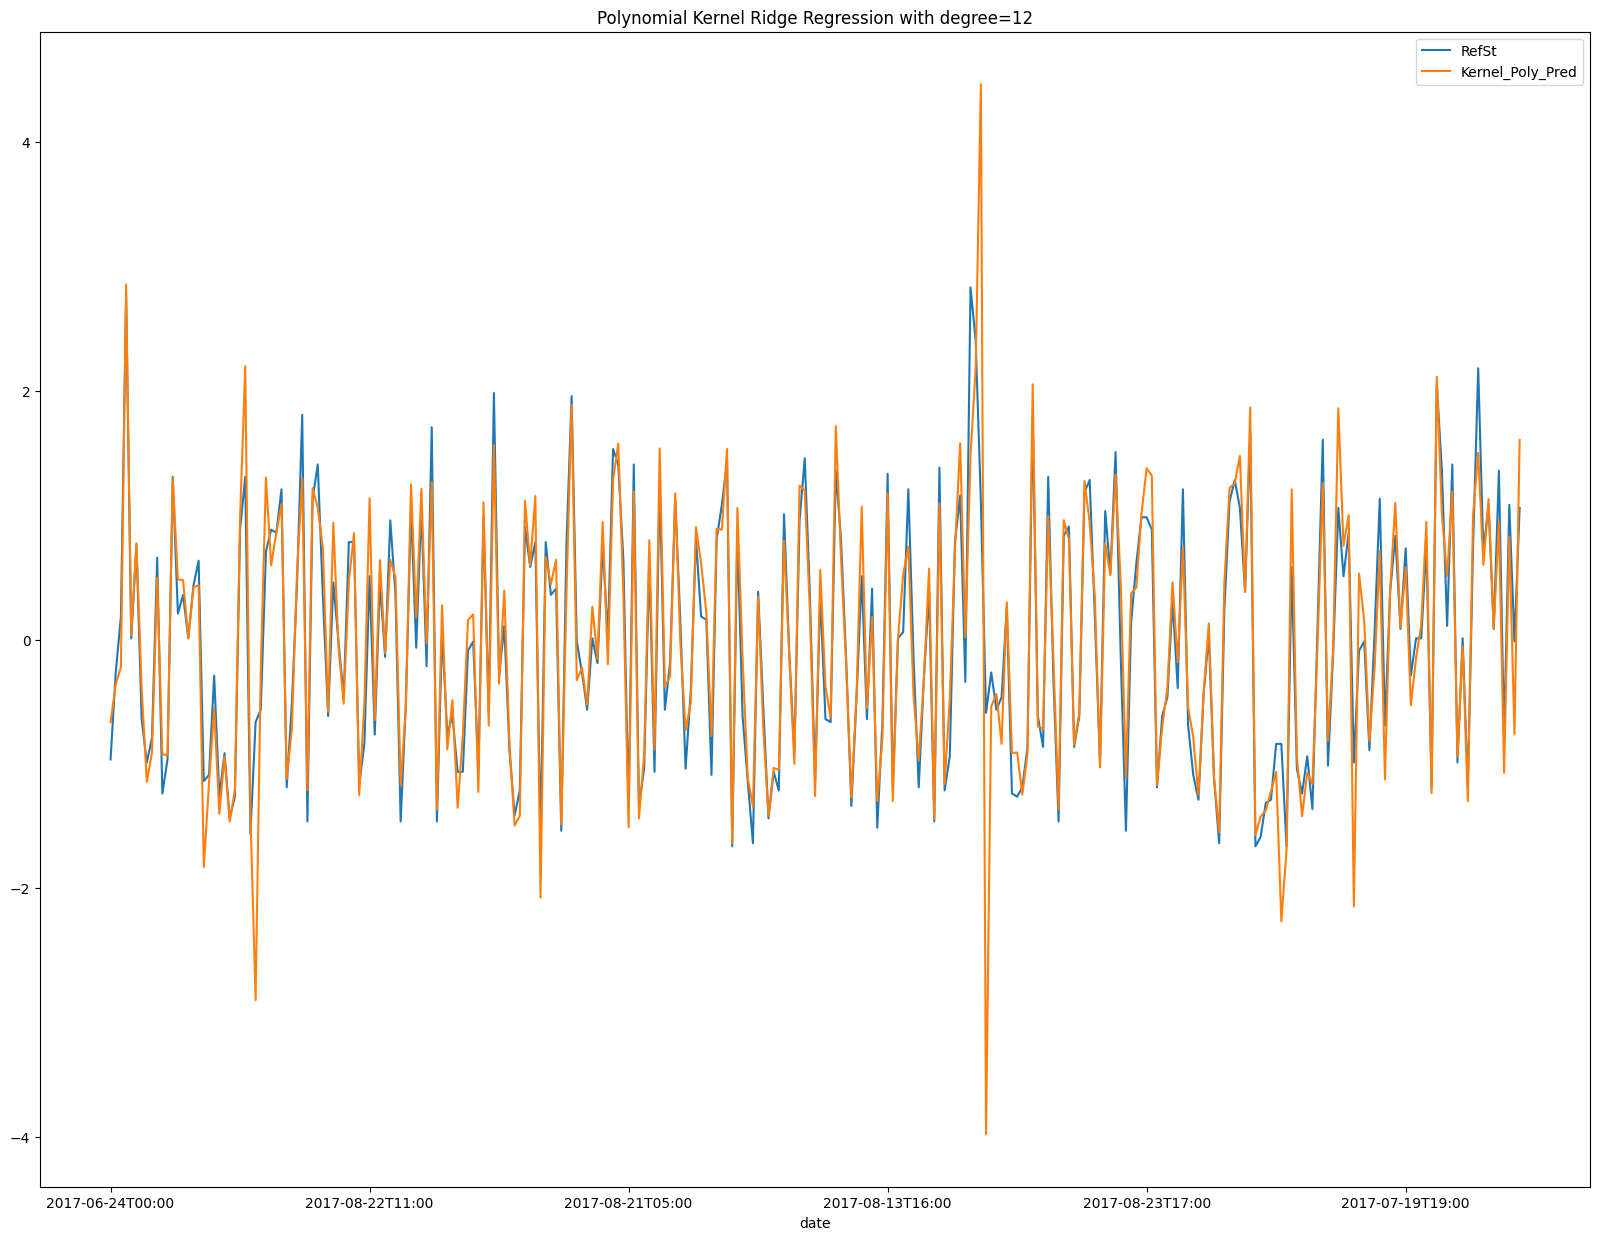 Polynomial Kernel Ridge Regression with degree=12
RefSt
Kernel_Poly_Pred
4
2
0
−2
−4
2017-06-24T00:00 2017-08-22T11:00 2017-08-21T05:00 2017-08-13T16:00 2017-08-23T17:00 2017-07-19T19:00
date